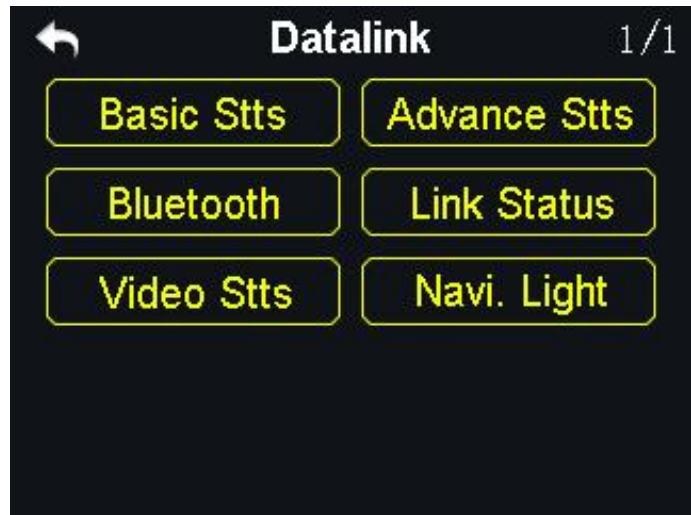 Datalink 1/1
Basic Stts Advance Stts
Bluetooth Link Status
Video Stts Navi. Light